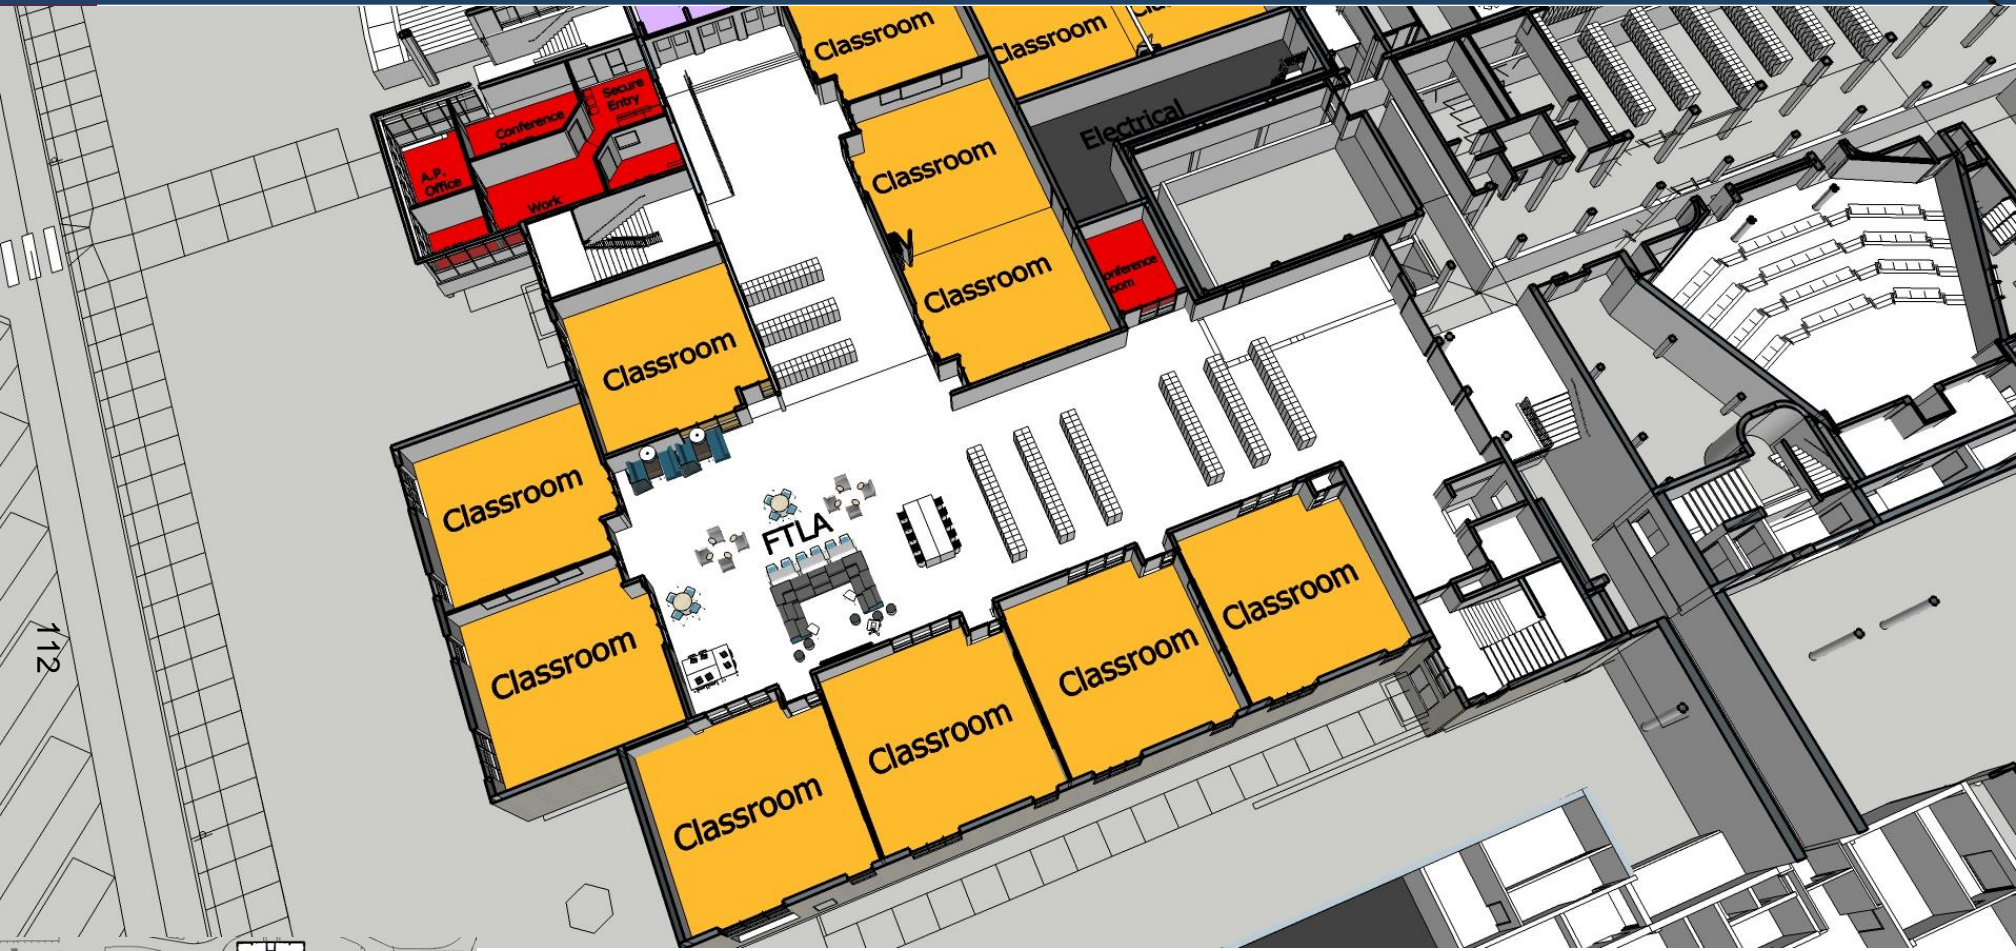 Classroom
Classroom
Secure
Entry
Conference
Electrical
Classroom
A.P.
Office
Work
Classroom
Classroom
Classroom
FTLA
Classroom
Classroom
Classroom
Classroom
Classroom
112
Classroom